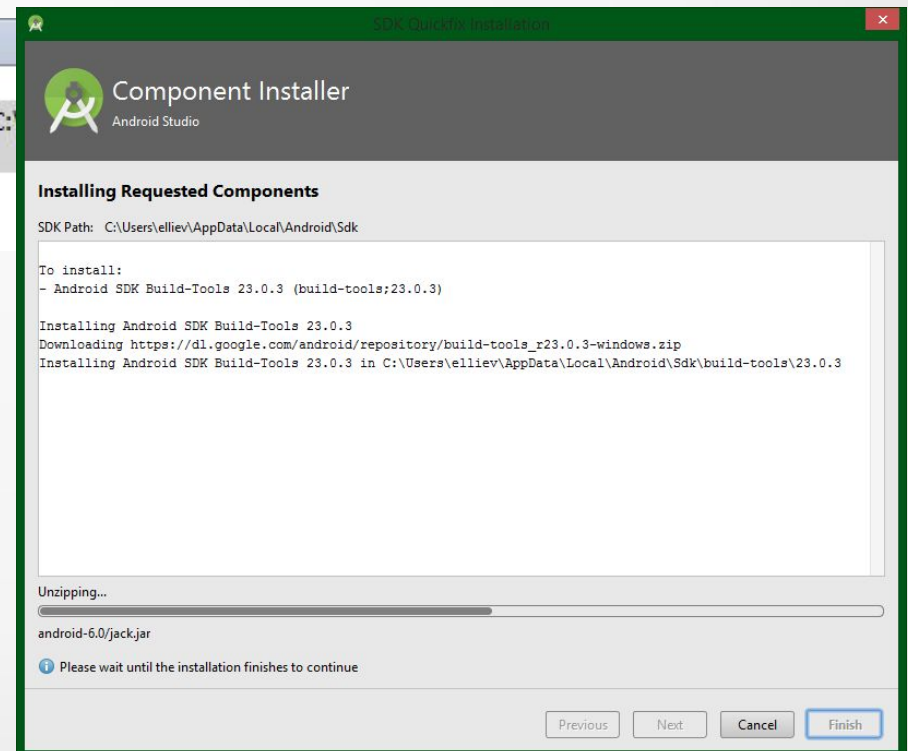 SDK Quickfix Installation
Component Installer
Android Studio
Installing Requested Components
SDK Path: C:\Users\elliev\AppData\Local\Android\Sdk
To install:
- Android SDK Build-Tools 23.0.3 (build-tools;23.0.3)
Installing Android SDK Build-Tools 23.0.3
Downloading https://dl.google.com/android/repository/build-tools_r23.0.3-windows.zip
Installing Android SDK Build-Tools 23.0.3 in C:\Users\elliev\AppData\Local\Android\Sdk\build-tools\23.0.3
Unzipping...
android-6.0/jack.jar
Please wait until the installation finishes to continue
Previous Next Cancel Finish